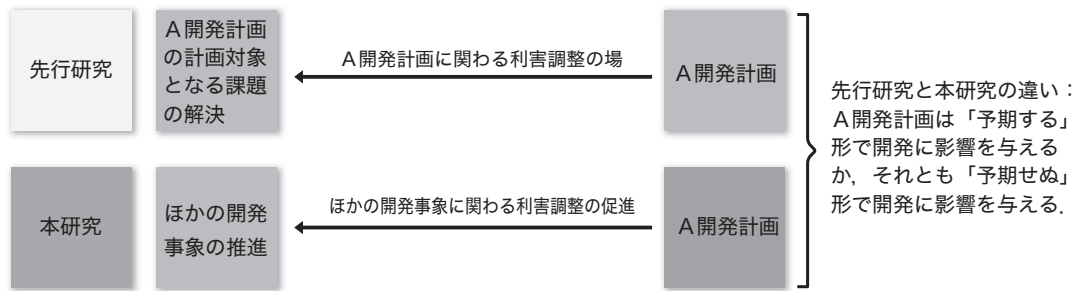 先行研究
A開発計画
の計画対象
となる課題
の解決
A開発計画に関わる利害調整の場
A開発計画
本研究
ほかの開発
事象の推進
ほかの開発事象に関わる利害調整の促進
A開発計画
先行研究と本研究の違い:
A開発計画は「予期する」
形で開発に影響を与える
か,それとも「予期せぬ」
形で開発に影響を与える.